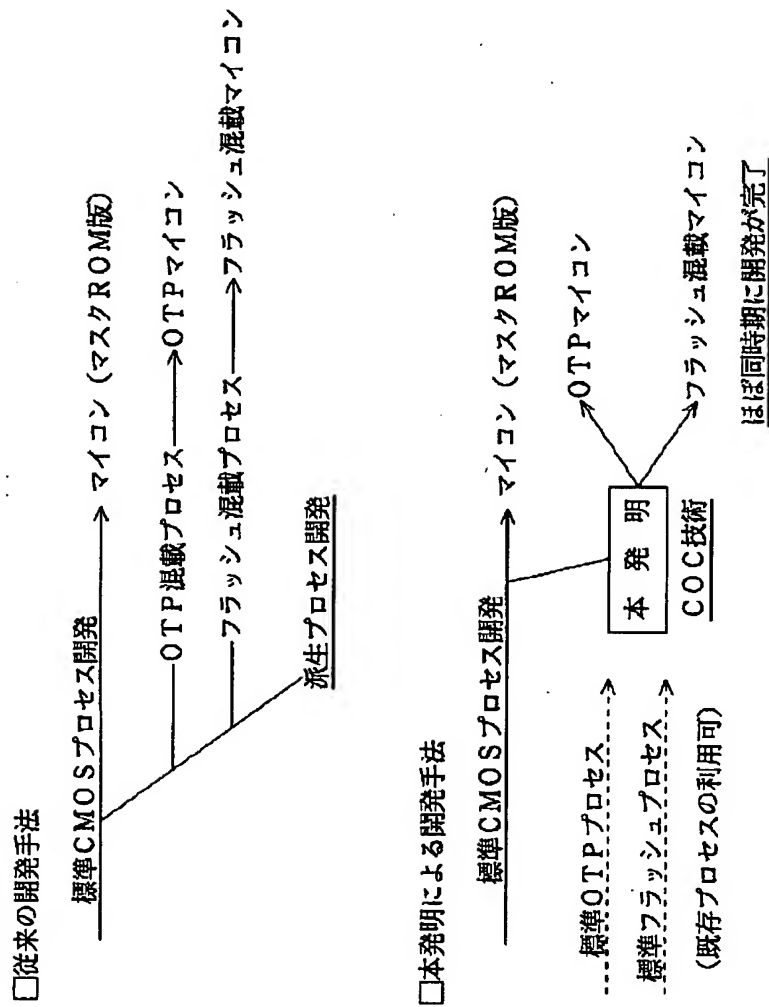 □従来の開発手法
標準CMOSプロセス開発
マイコン（マスクROM版）
OTP混載プロセス
OTPマイコン
フラッシュ混載プロセス
フラッシュ混載マイコン
派生プロセス開発
□本発明による開発手法
標準CMOSプロセス開発
マイコン（マスクROM版）
標準OTPプロセス
標準フラッシュプロセス
（既存プロセスの利用可）
本発明
COC技術
OTPマイコン
フラッシュ混載マイコン
ほぼ同時期に開発が完了